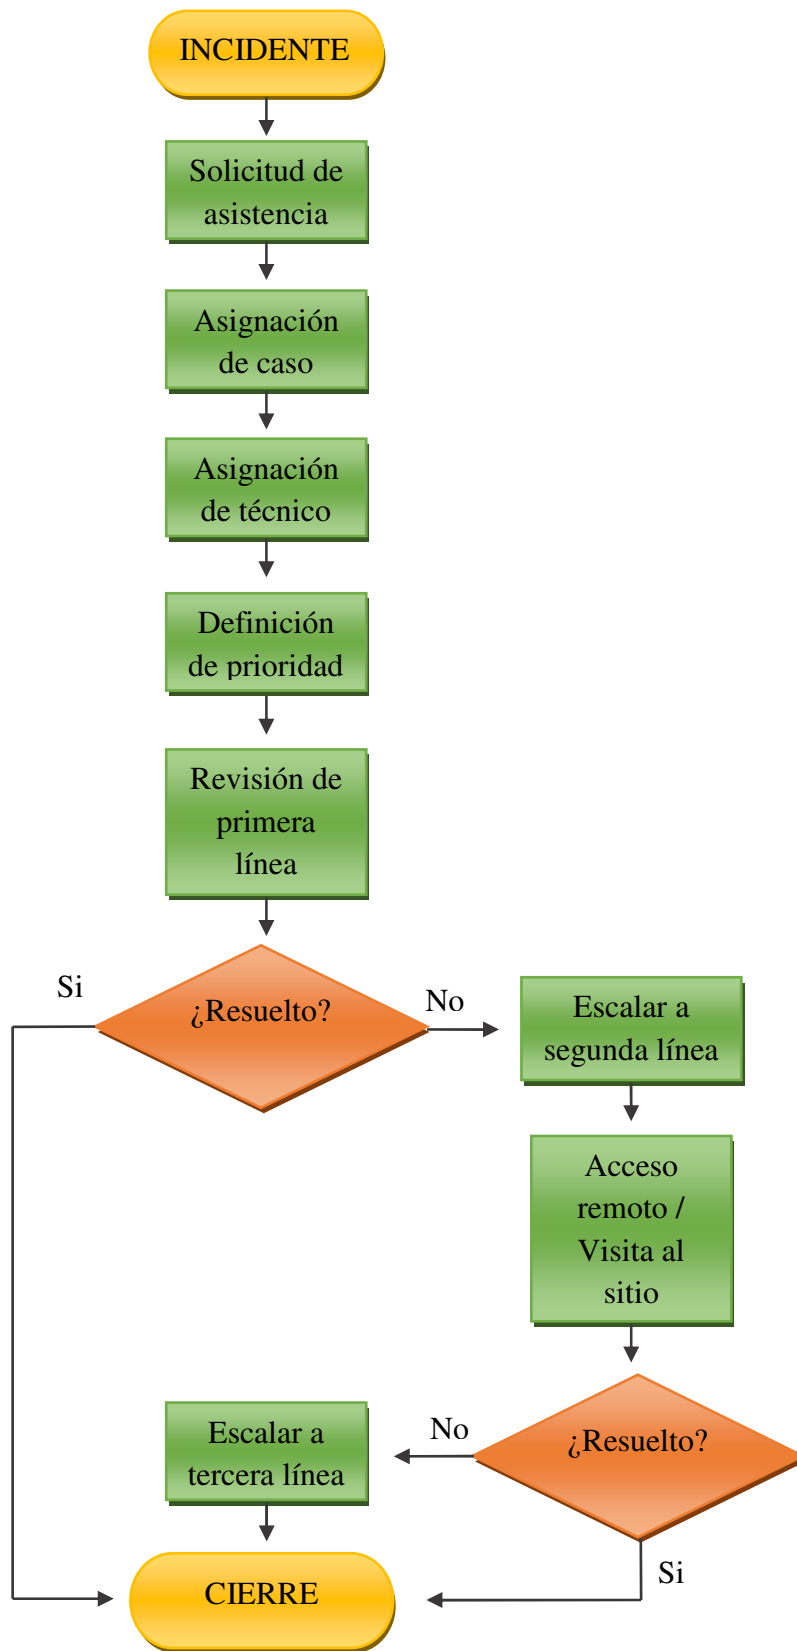 INCIDENTE
Solicitud de
asistencia
Asignación
de caso
Asignación
de técnico
Definición
de prioridad
Revisión de
primera
línea
Si
¿Resuelto?
No
Escalar a
segunda línea
Acceso
remoto /
Visita al
sitio
¿Resuelto?
No
Escalar a
tercera línea
Si
CIERRE